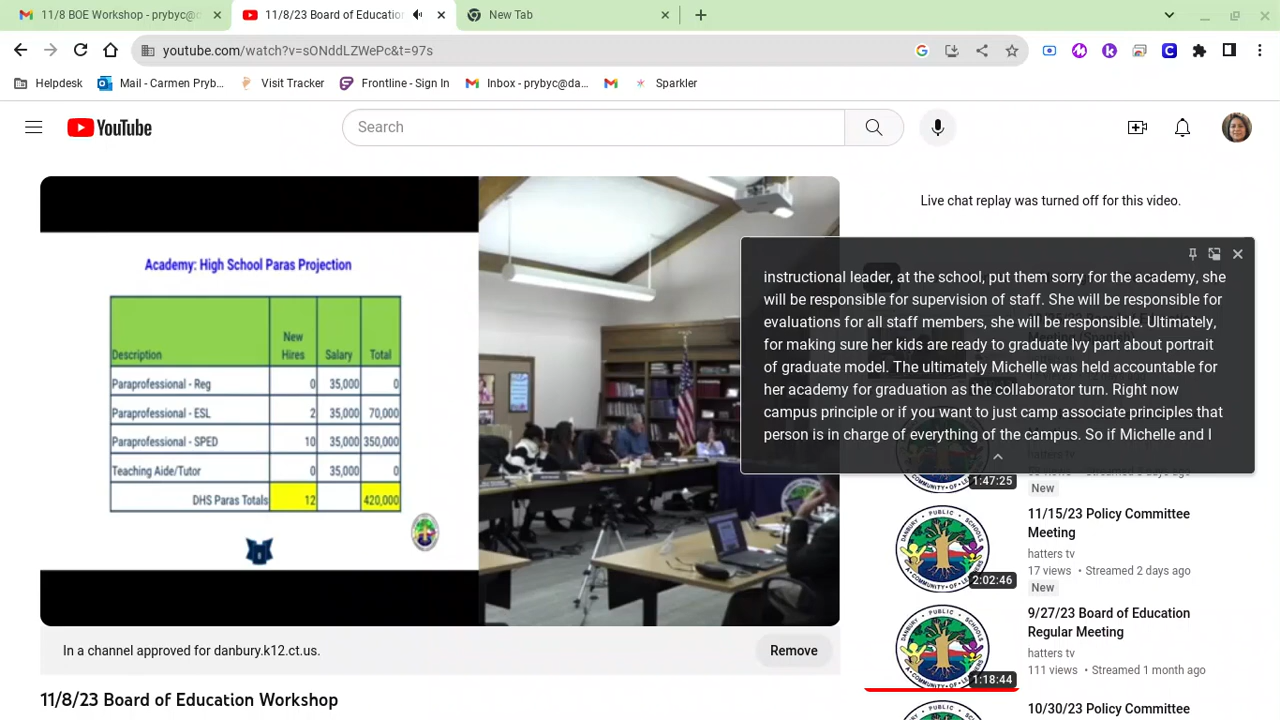 11/8 BOE Workshop - prybyc@d
11/8/23 Board of Education
New Tab
youtube.com/watch?v=sONddLZWePc&t=97s
Helpdesk
Mail - Carmen Pryb...
Visit Tracker
Frontline - Sign In
Inbox - prybyc@da...
Sparkler
YouTube
Search
Academy: High School Paras Projection
Description New Hires Salary Total
Paraprofessional - Reg 0 35,000 0
Paraprofessional - ESL 2 35,000 70,000
Paraprofessional - SPED 10 35,000 350,000
Teaching Aide/Tutor 0 35,000 0
DHS Paras Totals 12 420,000
Live chat replay was turned off for this video.
instructional leader, at the school, put them sorry for the academy, she
will be responsible for supervision of staff. She will be responsible for
evaluations for all staff members, she will be responsible. Ultimately,
for making sure her kids are ready to graduate Ivy part about portrait
of graduate model. The ultimately Michelle was held accountable for
her academy for graduation as the collaborator turn. Right now
campus principle or if you want to just camp associate principles that
person is in charge of everything of the campus. So if Michelle and I
1:47:25
New
11/15/23 Policy Committee
Meeting
hatters tv
17 views • Streamed 2 days ago
New
2:02:46
9/27/23 Board of Education
Regular Meeting
hatters tv
111 views • Streamed 1 month ago
1:18:44
10/30/23 Policy Committee
In a channel approved for danbury.k12.ct.us.
Remove
11/8/23 Board of Education Workshop